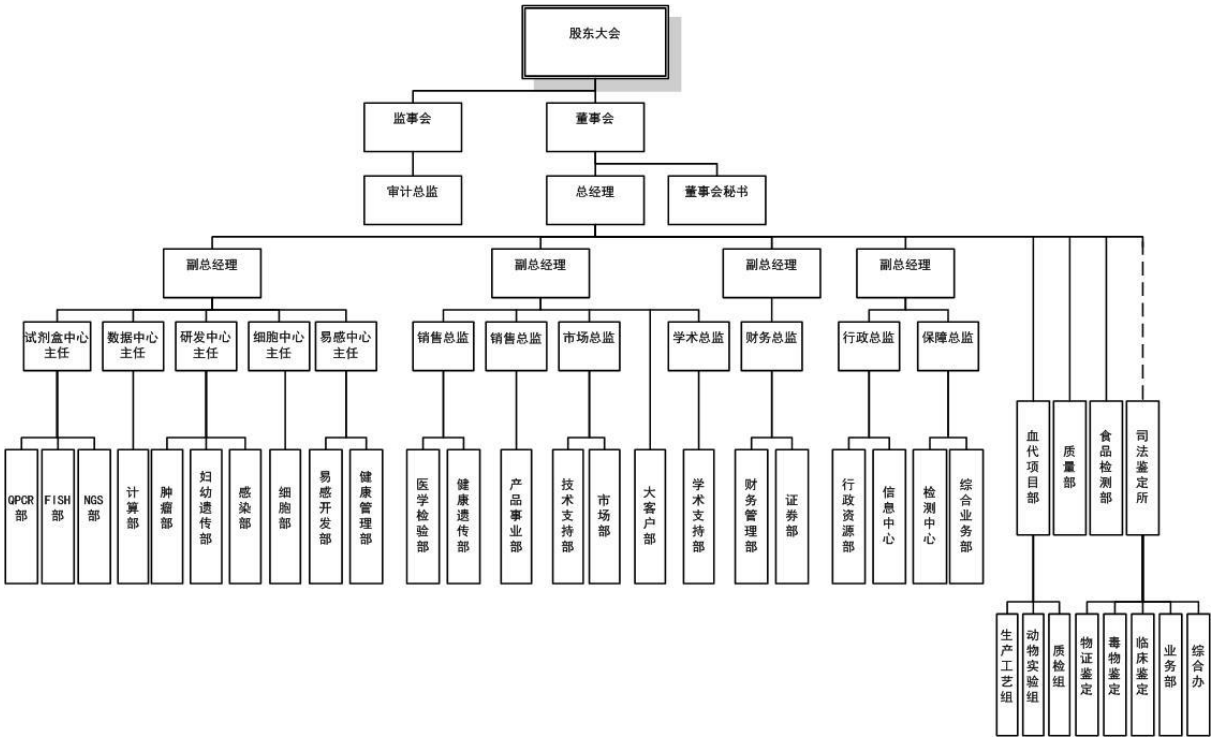 股东大会
监事会
董事会
审计总监
总经理
董事会秘书
副总经理
副总经理
副总经理
副总经理
试剂盒中心
主任
数据中心
主任
研发中心
主任
细胞中心
主任
易感中心
主任
销售总监
销售总监
市场总监
学术总监
财务总监
行政总监
保障总监
血代项目部
质量部
食品检测部
司法鉴定所
QPCR
部
FISH
部
NGS
部
计算部
肿瘤部
妇幼遗传部
感染部
细胞部
易感开发部
健康管理部
医学检验部
健康遗传部
产品事业部
技术支持部
市场部
大客户部
学术支持部
财务管理部
证券部
行政资源部
信息中心
检测中心
综合业务部
生产工艺组
动物实验组
质检组
物证鉴定
毒物鉴定
临床鉴定
业务部
综合办